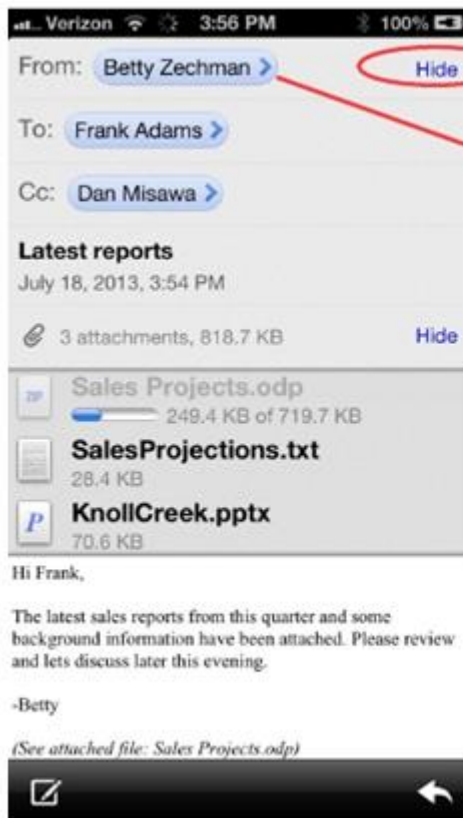 Verizon 3:56 PM 100%
From: Betty Zechman > Hide
To: Frank Adams >
Cc: Dan Misawa >
Latest reports
July 18, 2013, 3:54 PM
3 attachments, 818.7 KB Hide
ZIP Sales Projects.odp
249.4 KB of 719.7 KB
SalesProjections.txt
28.4 KB
P KnollCreek.pptx
70.6 KB
Hi Frank,
The latest sales reports from this quarter and some
background information have been attached. Please review
and lets discuss later this evening.
-Betty
(See attached file: Sales Projects.odp)